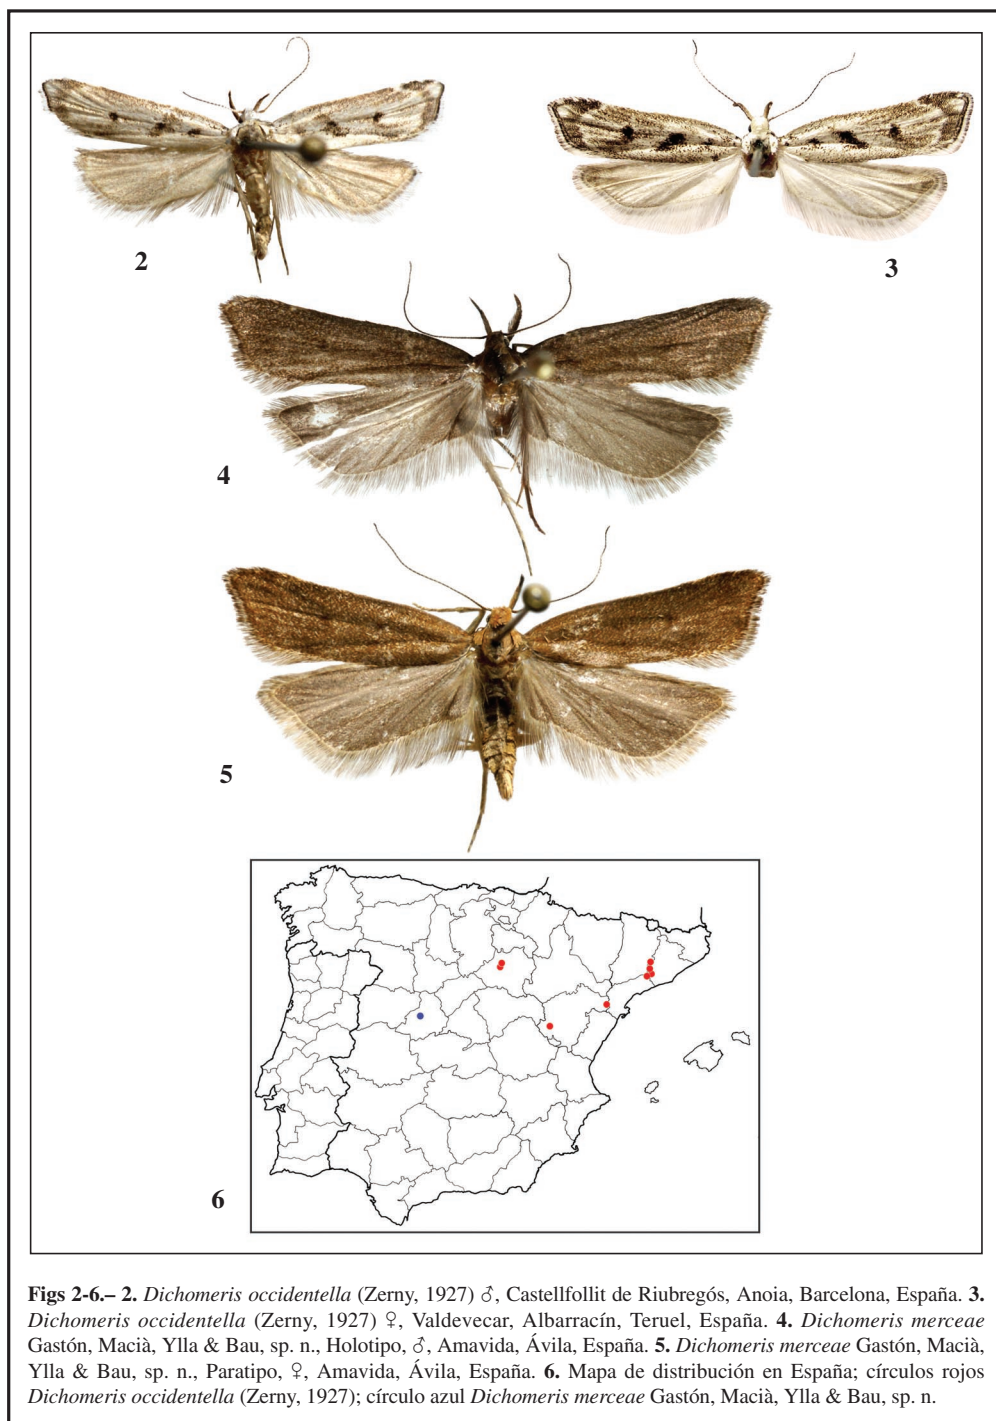 2
3
4
5
6
Figs 2-6.– 2. Dichomeris occidentella (Zerny, 1927) ♂, Castellfollit de Riubregós, Anoia, Barcelona, España. 3.
Dichomeris occidentella (Zerny, 1927) ♀, Valdevecar, Albarracín, Teruel, España. 4. Dichomeris merceae
Gastón, Macià, Ylla & Bau, sp. n., Holotipo, ♂, Amavida, Ávila, España. 5. Dichomeris merceae Gastón, Macià,
Ylla & Bau, sp. n., Paratipo, ♀, Amavida, Ávila, España. 6. Mapa de distribución en España; círculos rojos
Dichomeris occidentella (Zerny, 1927); círculo azul Dichomeris merceae Gastón, Macià, Ylla & Bau, sp. n.